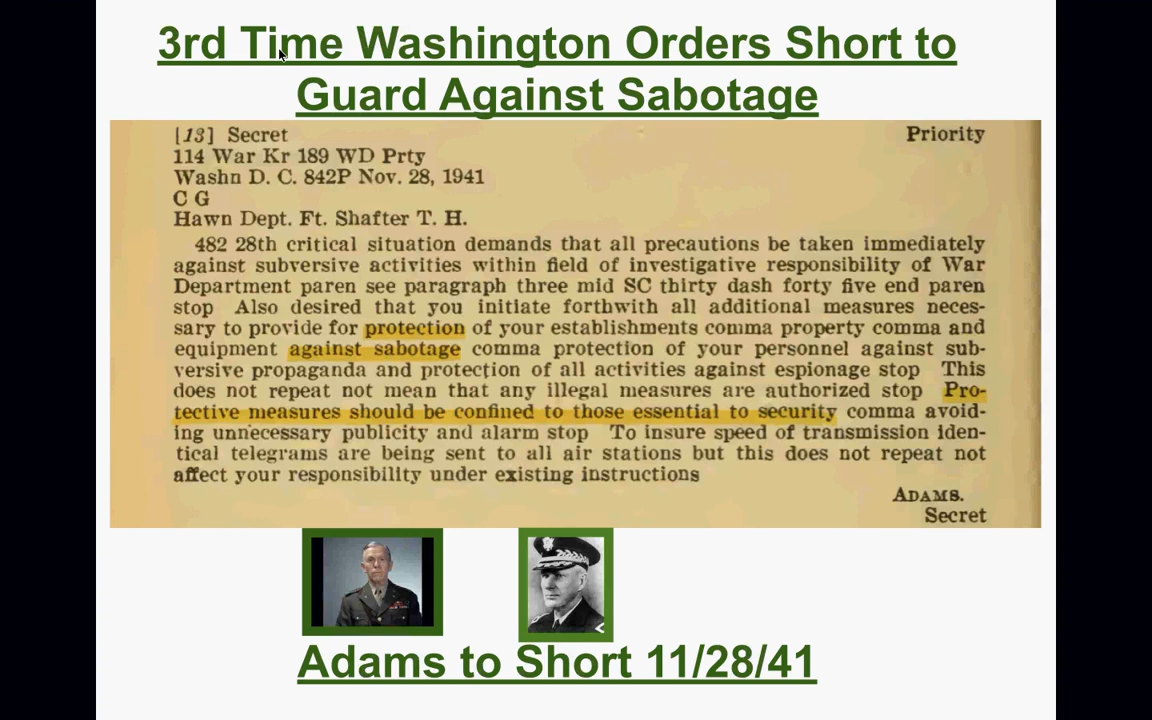 3rd Time Washington Orders Short to
Guard Against Sabotage
[13] Secret Priority
114 War Kr 189 WD Prty
Washn D. C. 842P Nov. 28, 1941
C G
Hawn Dept. Ft. Shafter T. H.
482 28th critical situation demands that all precautions be taken immediately
against subversive activities within field of investigative responsibility of War
Department paren see paragraph three mid SC thirty dash forty five end paren
stop Also desired that you initiate forthwith all additional measures neces-
sary to provide for protection of your establishments comma property comma and
equipment against sabotage comma protection of your personnel against sub-
versive propaganda and protection of all activities against espionage stop This
does not repeat not mean that any illegal measures are authorized stop Pro-
tective measures should be confined to those essential to security comma avoid-
ing unnecessary publicity and alarm stop To insure speed of transmission iden-
tical telegrams are being sent to all air stations but this does not repeat not
affect your responsibility under existing instructions
ADAMS.
Secret
Adams to Short 11/28/41